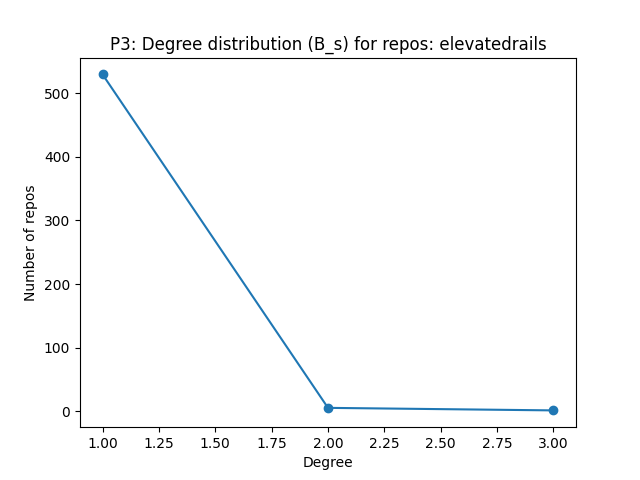 P3: Degree distribution (B_s) for repos: elevatedrails
500
400
300
200
100
0
Number of repos
1.00 1.25 1.50 1.75 2.00 2.25 2.50 2.75 3.00
Degree